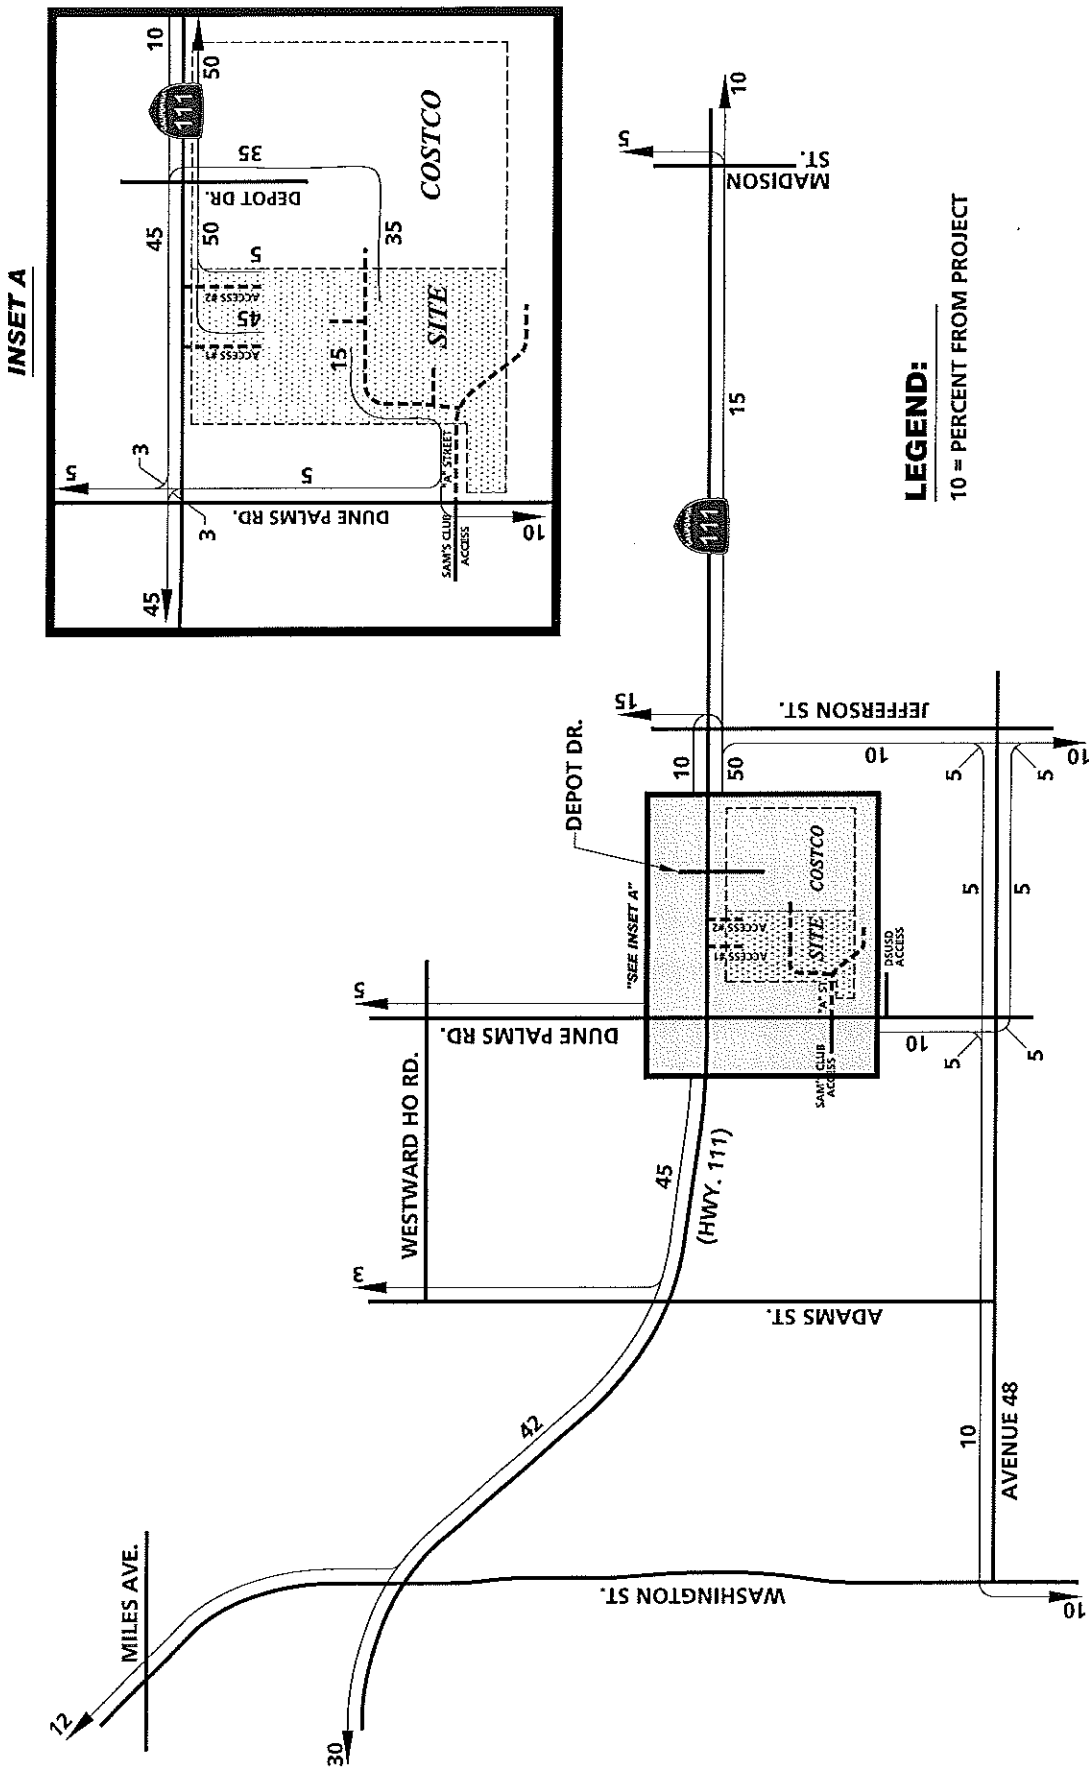 INSET A
10
50
111
DEPOT DR.
35
45
50
5
35
COSTCO
ACCESS #2
45
ACCESS #1
15
SITE
3
5
3
5
DUNE PALMS RD.
"A" STREET
SAM'S CLUB
ACCESS
10
45
MILES AVE.
12
30
WASHINGTON ST.
42
10
10
AVENUE 48
WESTWARD HO RD.
3
ADAMS ST.
45
(HWY. 111)
5
DUNE PALMS RD.
"SEE INSET A"
DEPOT DR.
ACCESS #1
ACCESS #2
SITE
COSTCO
"A" ST.
SAM'S CLUB
ACCESS
DSUSD
ACCESS
10
5
5
5
5
10
50
15
JEFFERSON ST.
10
5
5
10
111
15
MADISON
ST.
5
10
LEGEND:
10 = PERCENT FROM PROJECT